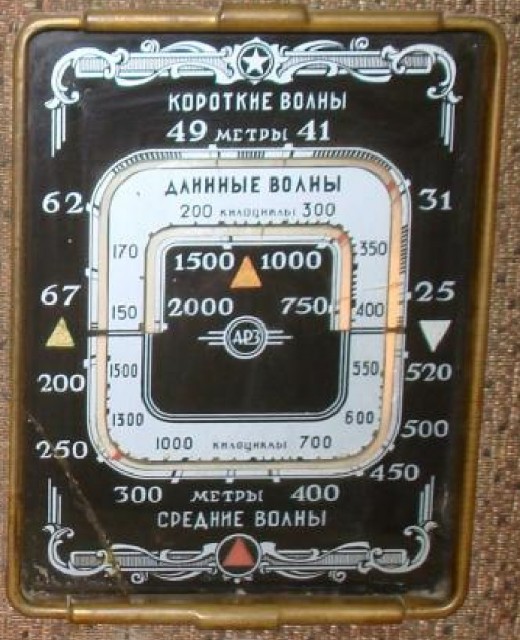 КОРОТКИЕ ВОЛНЫ
49 МЕТРЫ 41
ДЛИННЫЕ ВОЛНЫ
62 31
200 КИЛОЦИКЛЫ 300
170 350
1500 1000
67 25
150 2000 750 400
АРЗ
200 1500 550 520
1300 600 500
250 1000 КИЛОЦИКЛЫ 700 450
300 МЕТРЫ 400
СРЕДНИЕ ВОЛНЫ